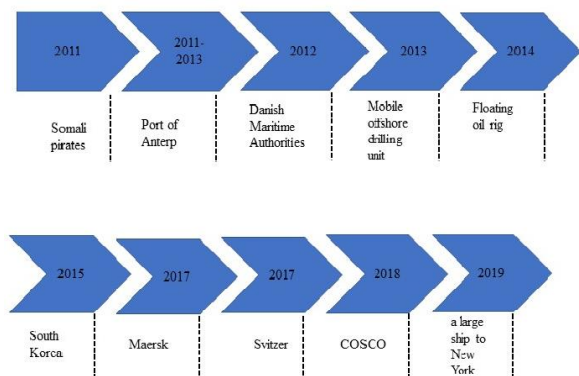 2011
2011-
2013
2012
2013
2014
Somali
pirates
Port of
Anterp
Danish
Maritime
Authorities
Mobile
offshore
drilling
unit
Floating
oil rig
2015
2017
2017
2018
2019
South
Korca
Maersk
Svitzer
COSCO
a large
ship to
New
York